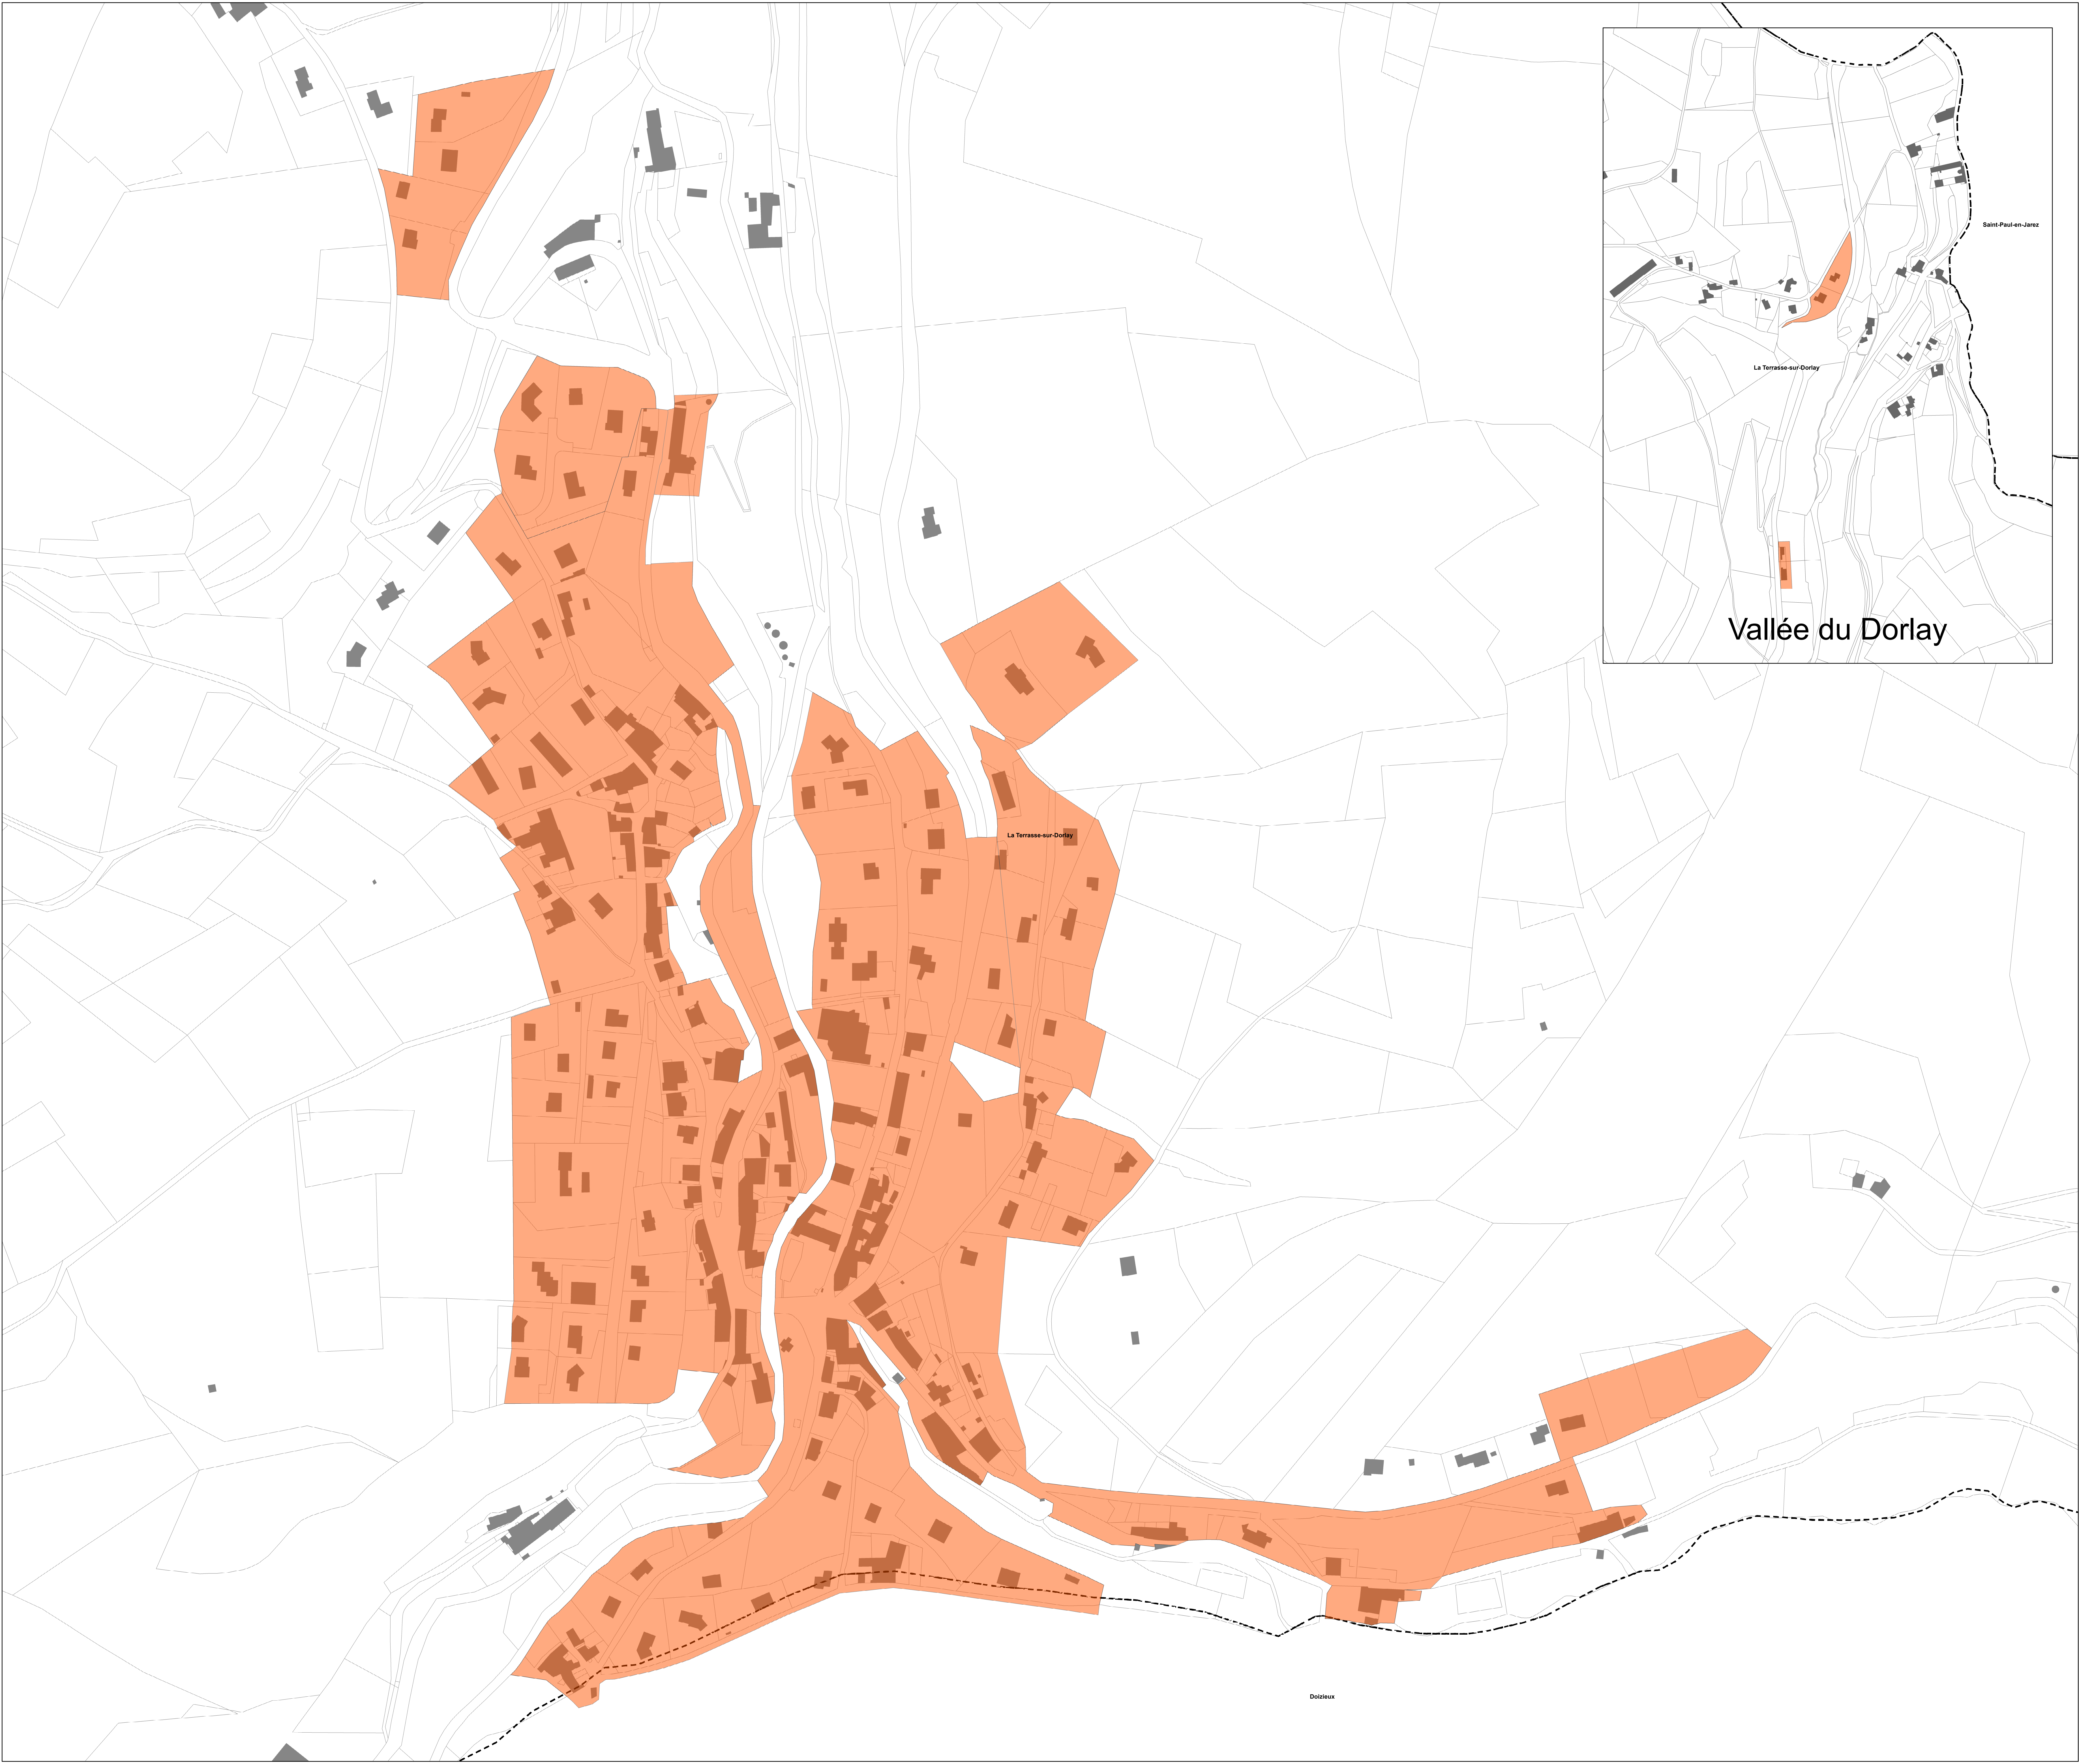 Saint-Paul-en-Jarez
La Terrasse-sur-Dorlay
Vallée du Dorlay
La Terrasse-sur-Dorlay
Doizieux